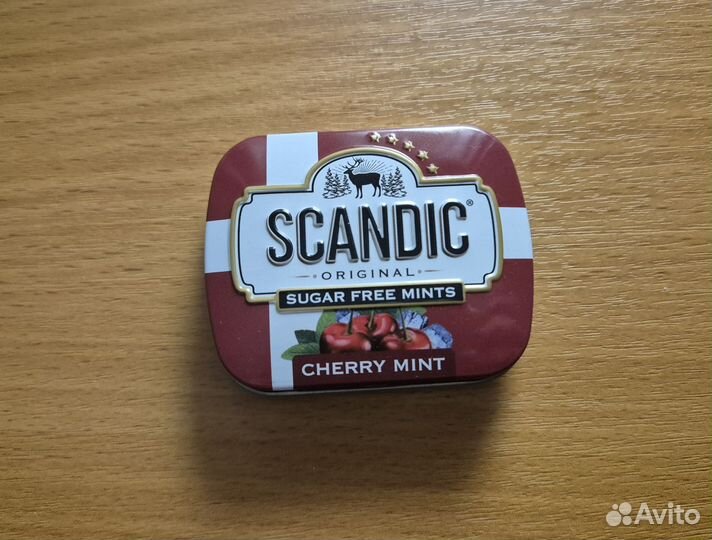 SCANDIC®
ORIGINAL
SUGAR FREE MINTS
CHERRY MINT
Avito